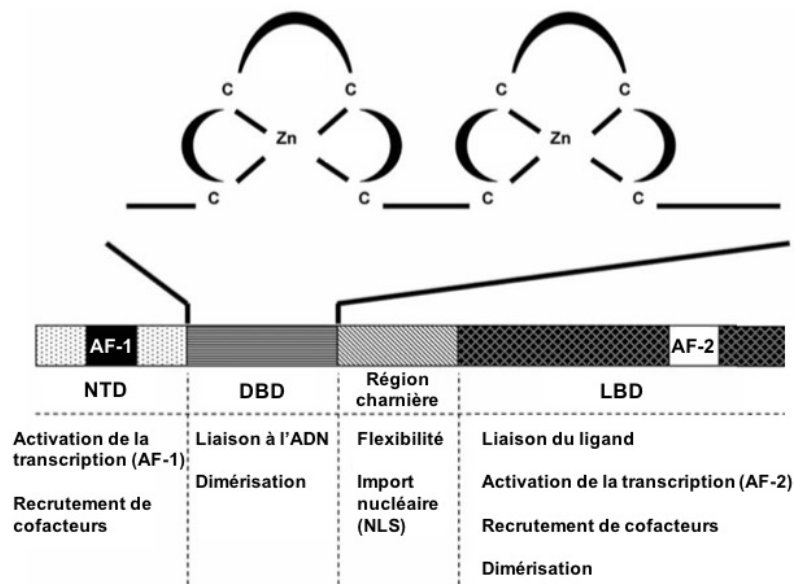 C C C C
Zn Zn
C C C C
AF-1 AF-2
NTD
DBD
Région
charnière
LBD
Activation de la
transcription (AF-1)
Recrutement de
cofacteurs
Liaison à l'ADN
Dimérisation
Flexibilité
Import
nucléaire
(NLS)
Liaison du ligand
Activation de la transcription (AF-2)
Recrutement de cofacteurs
Dimérisation